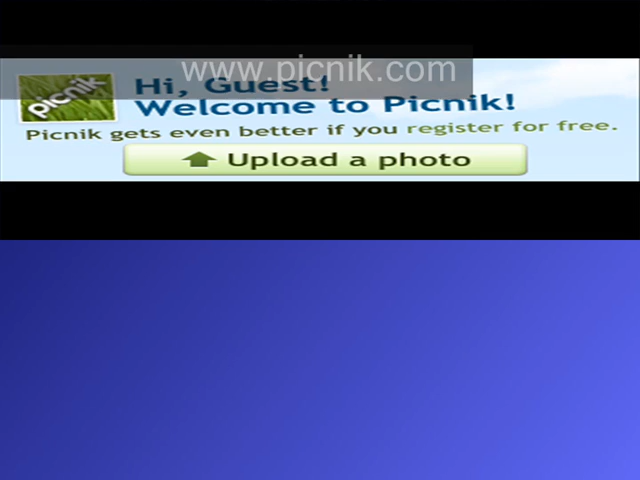 www.picnik.com
picnik
Hi, Guest!
Welcome to Picnik!
Picnik gets even better if you register for free.
Upload a photo